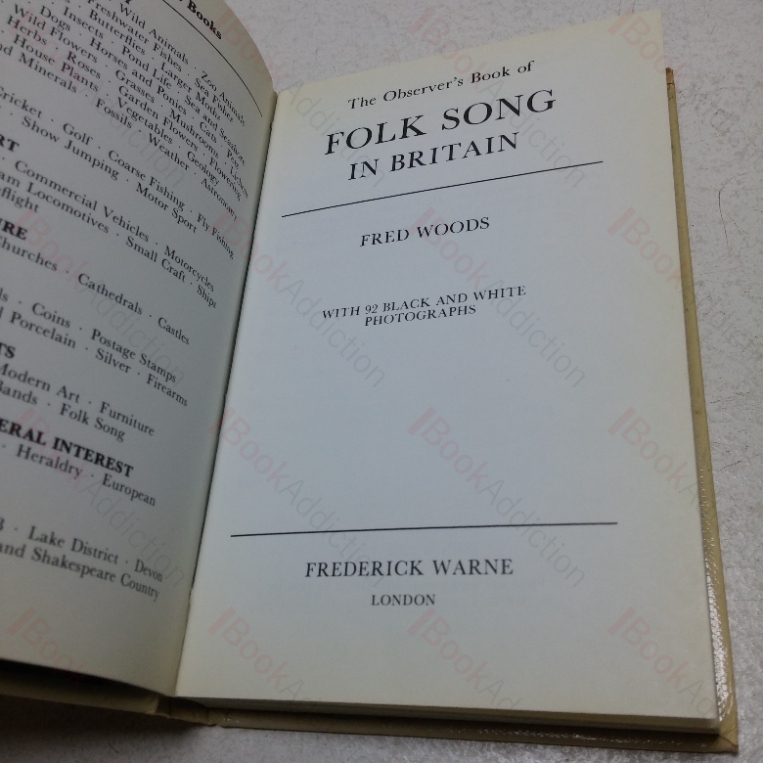 Books
Wild Animals · Zoo Animals
Freshwater Fishes · Sea Fishes
Butterflies · Larger Moths
Insects · Pond Life · Sea and Seashore
Dogs · Horses and Ponies · Cats · Pets
Wild Flowers · Grasses · Mushrooms
Herbs · Roses · Garden Flowers · Flowering
House Plants · Vegetables · Geology
Minerals · Fossils · Weather · Astronomy
Cricket · Golf · Coarse Fishing · Fly Fishing
Show Jumping · Motor Sport
Commercial Vehicles · Motorcycles
Locomotives · Small Craft · Ships
Churches · Cathedrals · Castles
Coins · Postage Stamps
Porcelain · Silver · Firearms
Modern Art · Furniture
Bands · Folk Song
INTEREST
Heraldry · European
Lake District · Devon
and Shakespeare Country
The Observer's Book of
FOLK SONG
IN BRITAIN
FRED WOODS
WITH 92 BLACK AND WHITE
PHOTOGRAPHS
FREDERICK WARNE
LONDON
BookAddiction